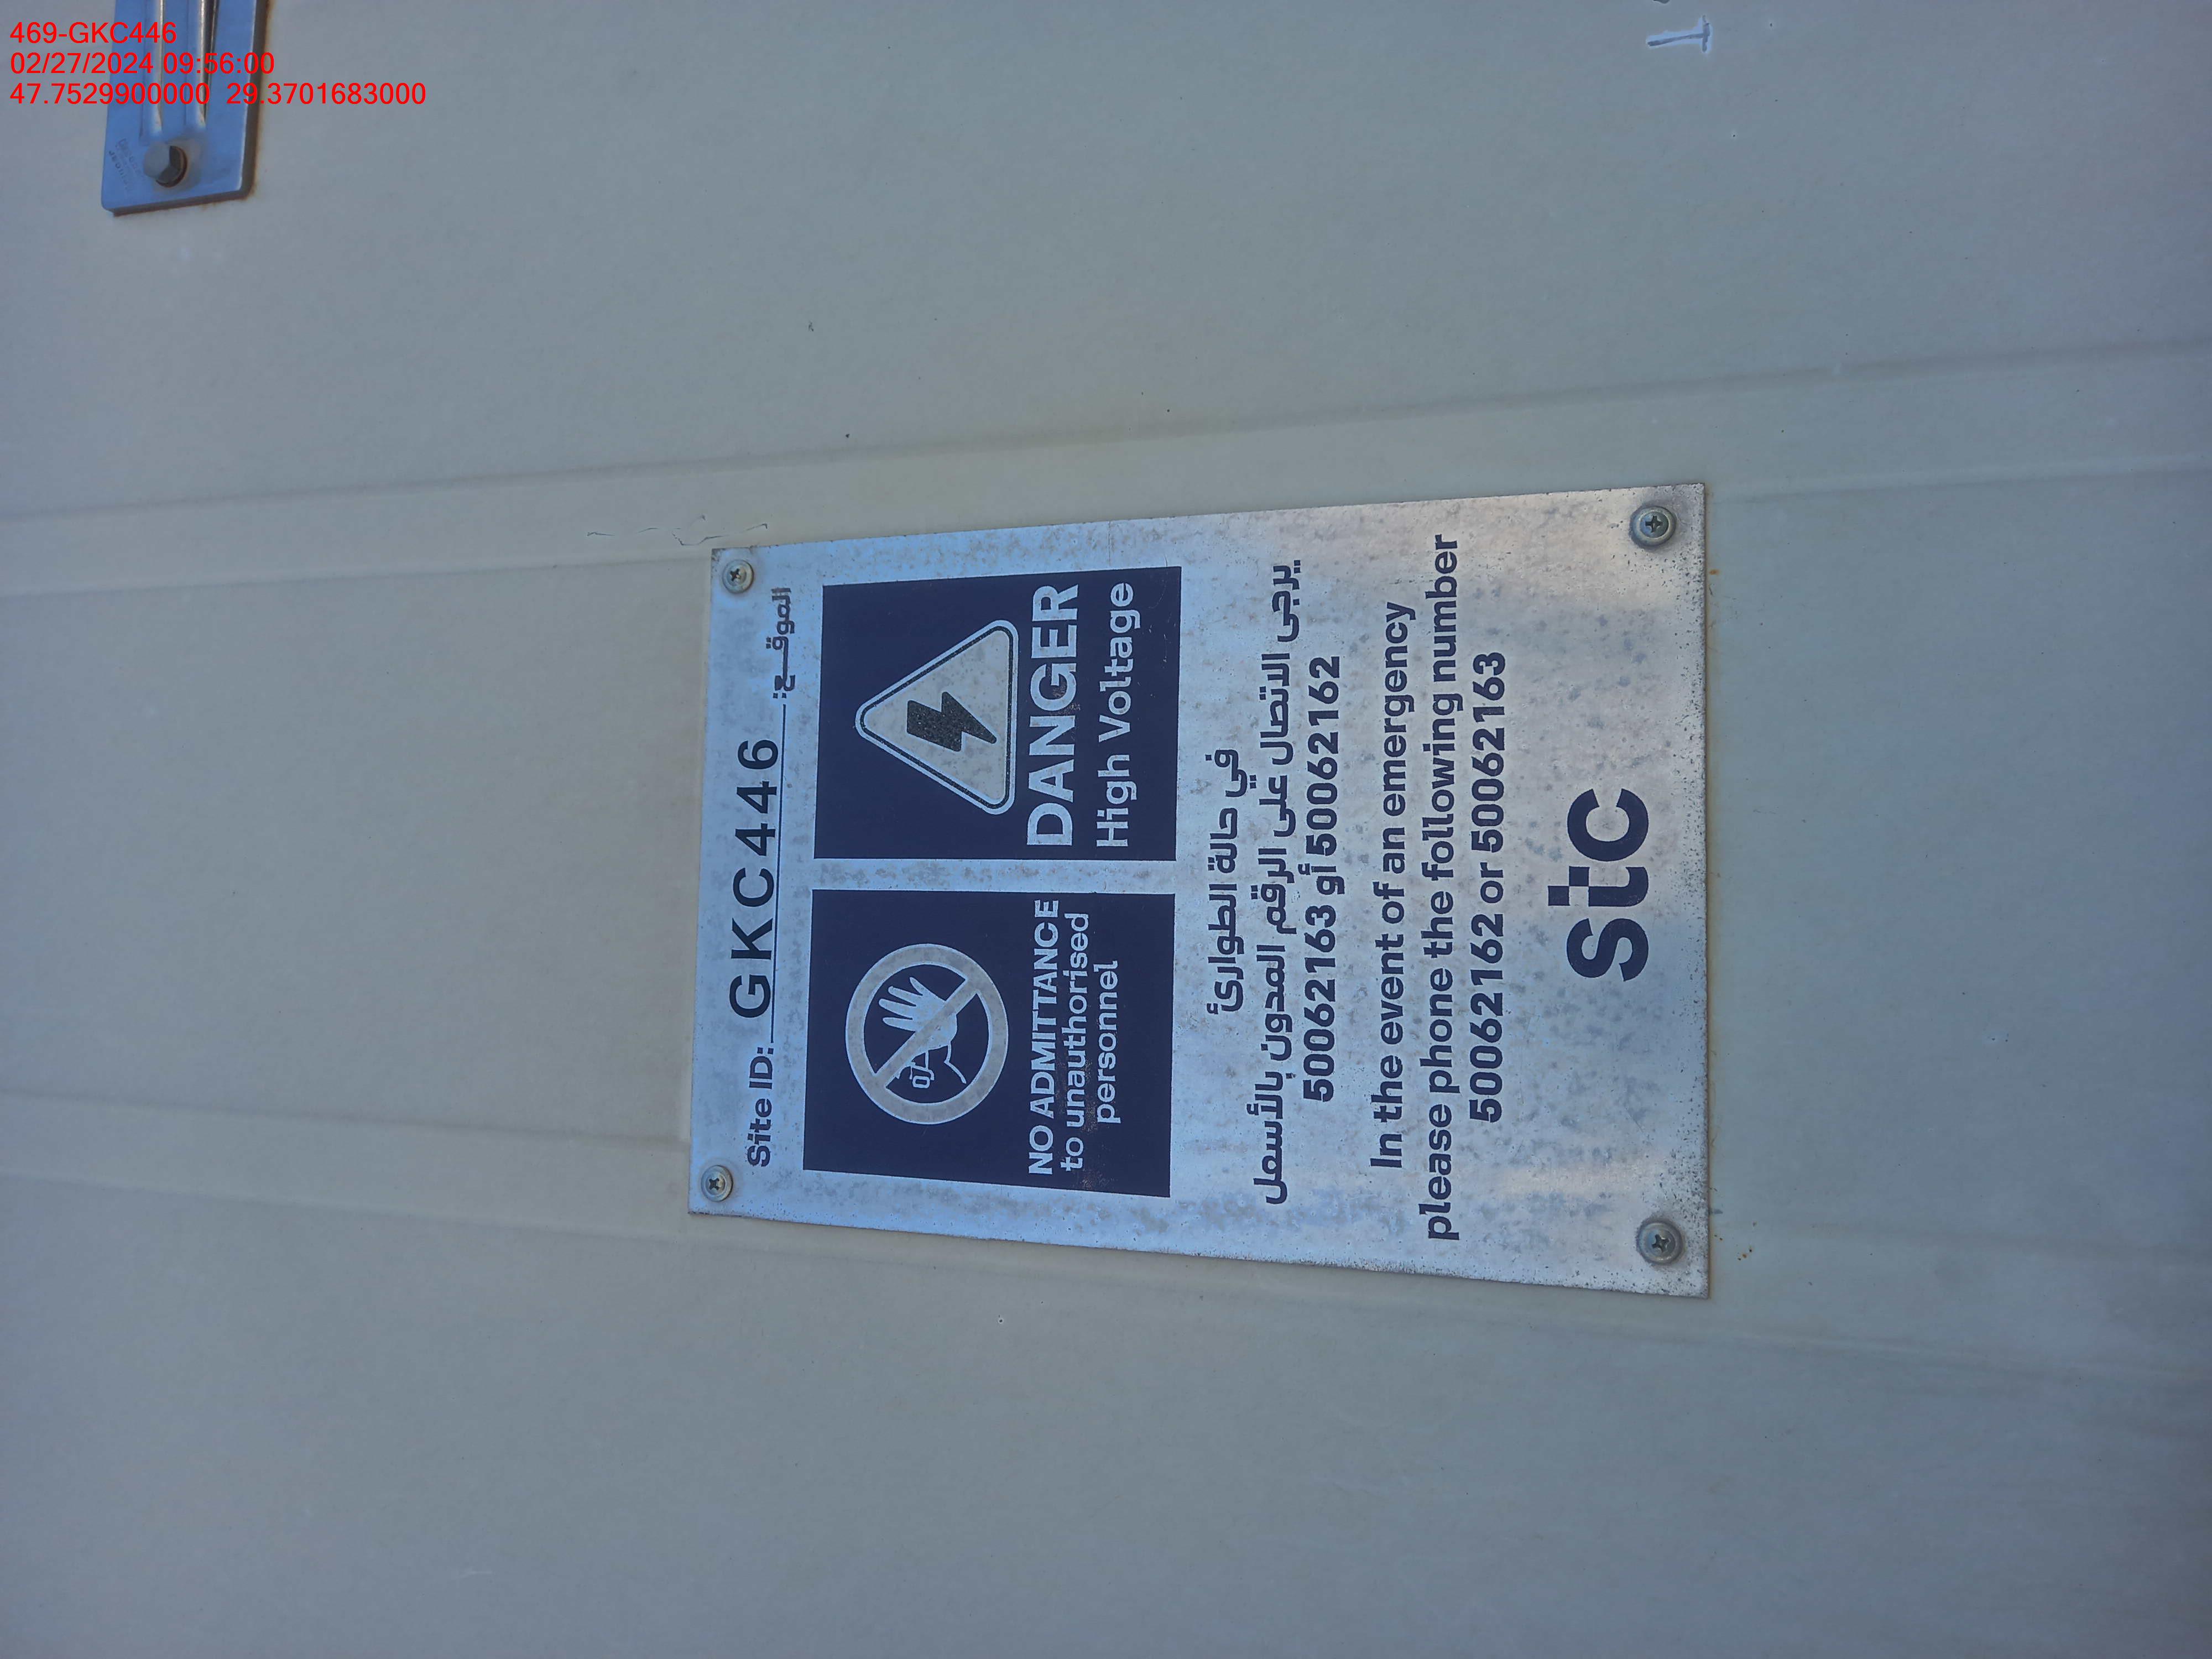 469-GKC446
02/27/2024 09:56:00
47.7529900000 29.3701683000
Site ID: GKC446 الموقـــع:
NO ADMITTANCE
to unauthorised
personnel
DANGER
High Voltage
في حالة الطوارئ
يرجى الاتصال على الرقم المدون بالأسفل
50062163 أو 50062162
In the event of an emergency
please phone the following number
50062162 or 50062163
stc